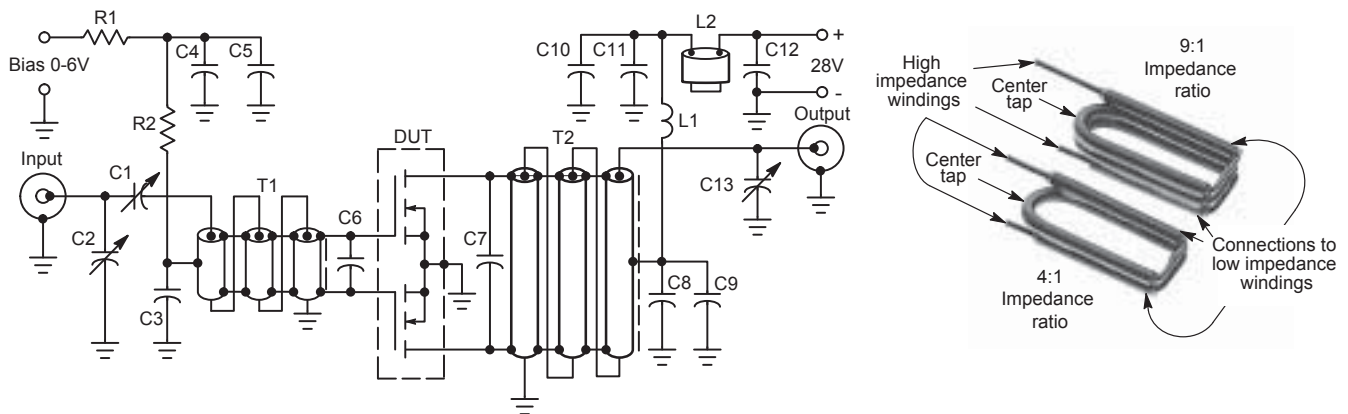 R1
C4
C5
Bias 0-6V
R2
Input
C1
C2
C3
T1
C6
DUT
C7
T2
C8
C9
L1
C10
C11
L2
C12
+
28V
-
Output
C13
High
impedance
windings
Center
tap
9:1
Impedance
ratio
Center
tap
4:1
Impedance
ratio
Connections to
low impedance
windings